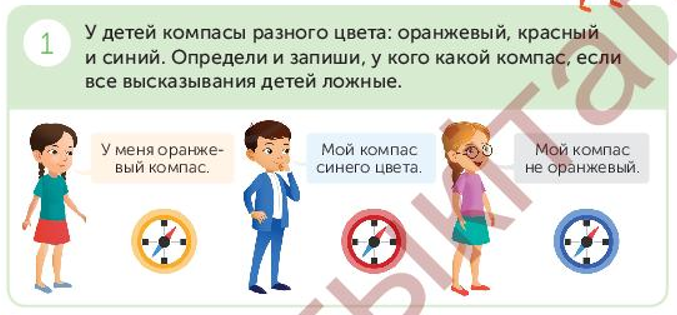 1
У детей компасы разного цвета: оранжевый, красный
и синий. Определи и запиши, у кого какой компас, если
все высказывания детей ложные.
У меня оранже-
вый компас.
Мой компас
синего цвета.
Мой компас
не оранжевый.